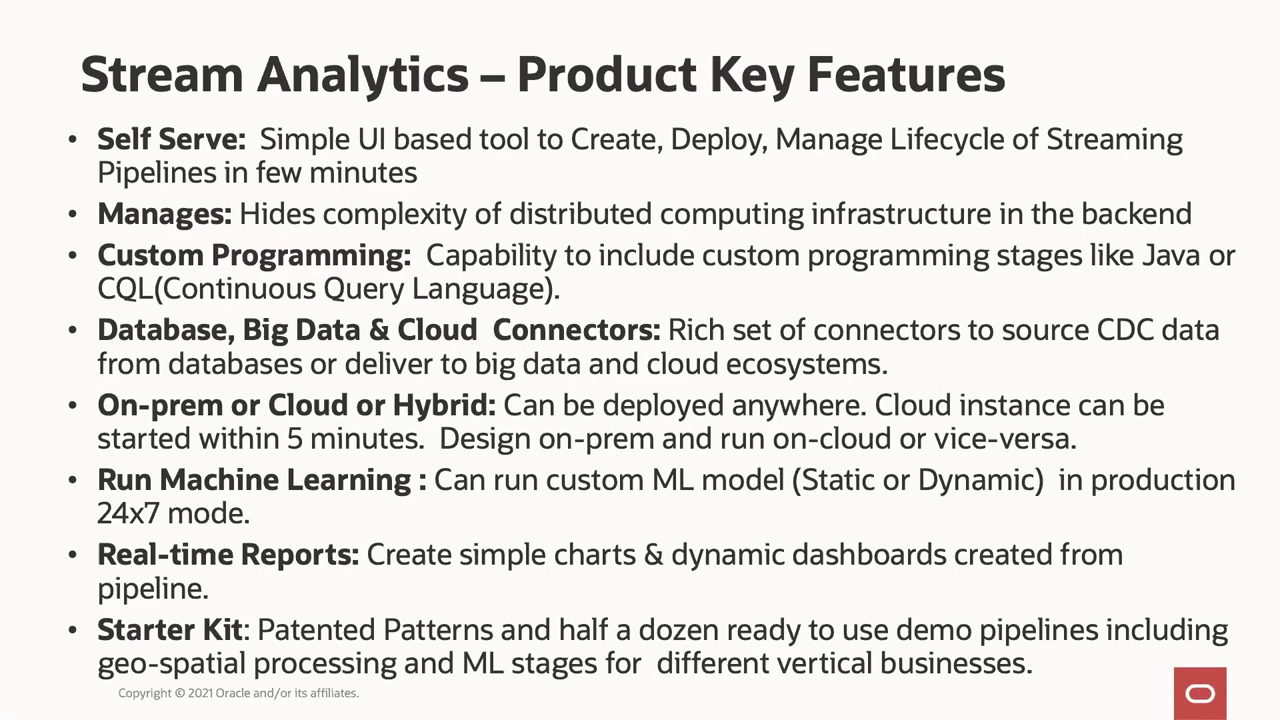 Stream Analytics – Product Key Features
• Self Serve:  Simple UI based tool to Create, Deploy, Manage Lifecycle of Streaming
Pipelines in few minutes
• Manages: Hides complexity of distributed computing infrastructure in the backend
• Custom Programming:  Capability to include custom programming stages like Java or
CQL(Continuous Query Language).
• Database, Big Data & Cloud  Connectors: Rich set of connectors to source CDC data
from databases or deliver to big data and cloud ecosystems.
• On-prem or Cloud or Hybrid: Can be deployed anywhere. Cloud instance can be
started within 5 minutes.  Design on-prem and run on-cloud or vice-versa.
• Run Machine Learning : Can run custom ML model (Static or Dynamic)  in production
24x7 mode.
• Real-time Reports: Create simple charts & dynamic dashboards created from
pipeline.
• Starter Kit: Patented Patterns and half a dozen ready to use demo pipelines including
geo-spatial processing and ML stages for  different vertical businesses.
Copyright © 2021 Oracle and/or its affiliates.